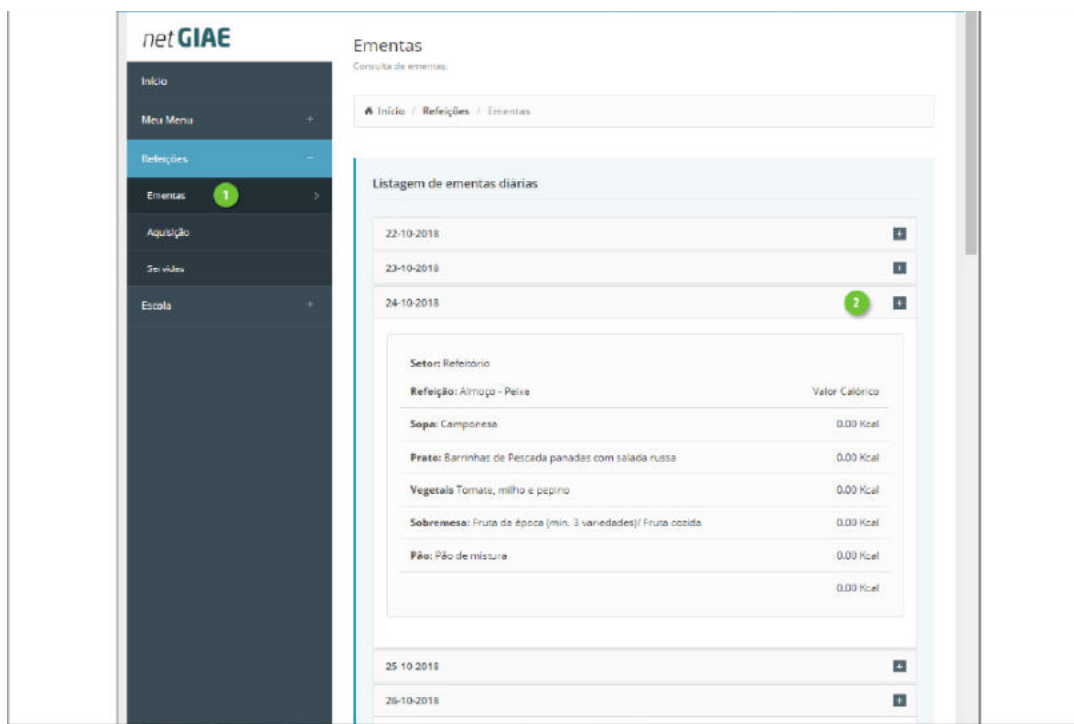 netGIAE
Início
Meu Menu +
Refeições −
Ementas 1 >
Aquisição
Servidas
Escola +
Ementas
Consulta de ementas.
Início / Refeições / Ementas
Listagem de ementas diárias
22-10-2018 +
23-10-2018 +
24-10-2018 2 +
Setor: Refeitório
Refeição: Almoço - Peixe Valor Calórico
Sopa: Camponesa 0.00 Kcal
Prato: Barrinhas de Pescada panadas com salada russa 0.00 Kcal
Vegetais Tomate, milho e pepino 0.00 Kcal
Sobremesa: Fruta da época (min. 3 variedades)/ Fruta cozida 0.00 Kcal
Pão: Pão de mistura 0.00 Kcal
0.00 Kcal
25-10-2018 +
26-10-2018 +